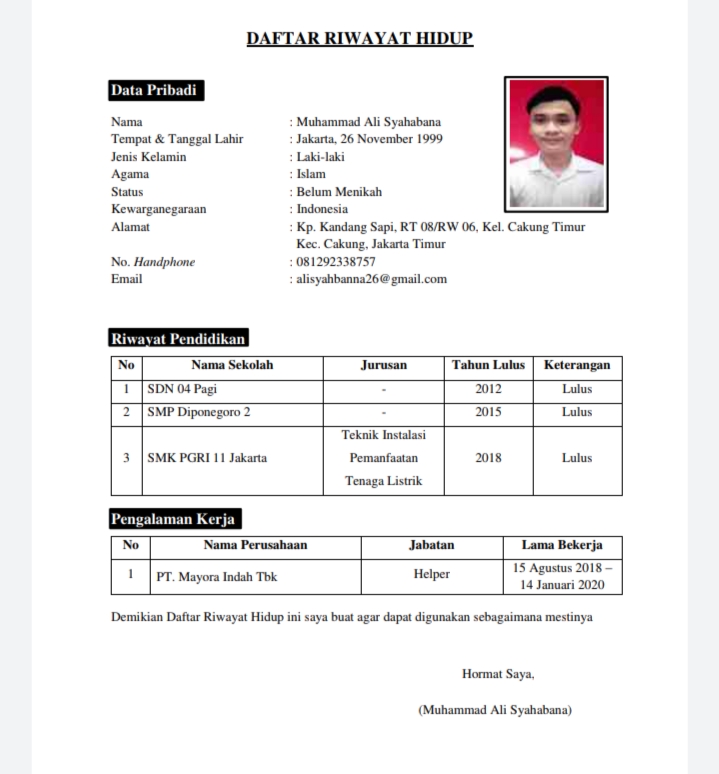 DAFTAR RIWAYAT HIDUP
Data Pribadi
Nama : Muhammad Ali Syahabana
Tempat & Tanggal Lahir : Jakarta, 26 November 1999
Jenis Kelamin : Laki-laki
Agama : Islam
Status : Belum Menikah
Kewarganegaraan : Indonesia
Alamat : Kp. Kandang Sapi, RT 08/RW 06, Kel. Cakung Timur
Kec. Cakung, Jakarta Timur
No. Handphone : 081292338757
Email : alisyahbanna26@gmail.com
Riwayat Pendidikan
No Nama Sekolah Jurusan Tahun Lulus Keterangan
1 SDN 04 Pagi - 2012 Lulus
2 SMP Diponegoro 2 - 2015 Lulus
Teknik Instalasi
3 SMK PGRI 11 Jakarta Pemanfaatan 2018 Lulus
Tenaga Listrik
Pengalaman Kerja
No Nama Perusahaan Jabatan Lama Bekerja
1 PT. Mayora Indah Tbk Helper 15 Agustus 2018 –
14 Januari 2020
Demikian Daftar Riwayat Hidup ini saya buat agar dapat digunakan sebagaimana mestinya
Hormat Saya,
(Muhammad Ali Syahabana)